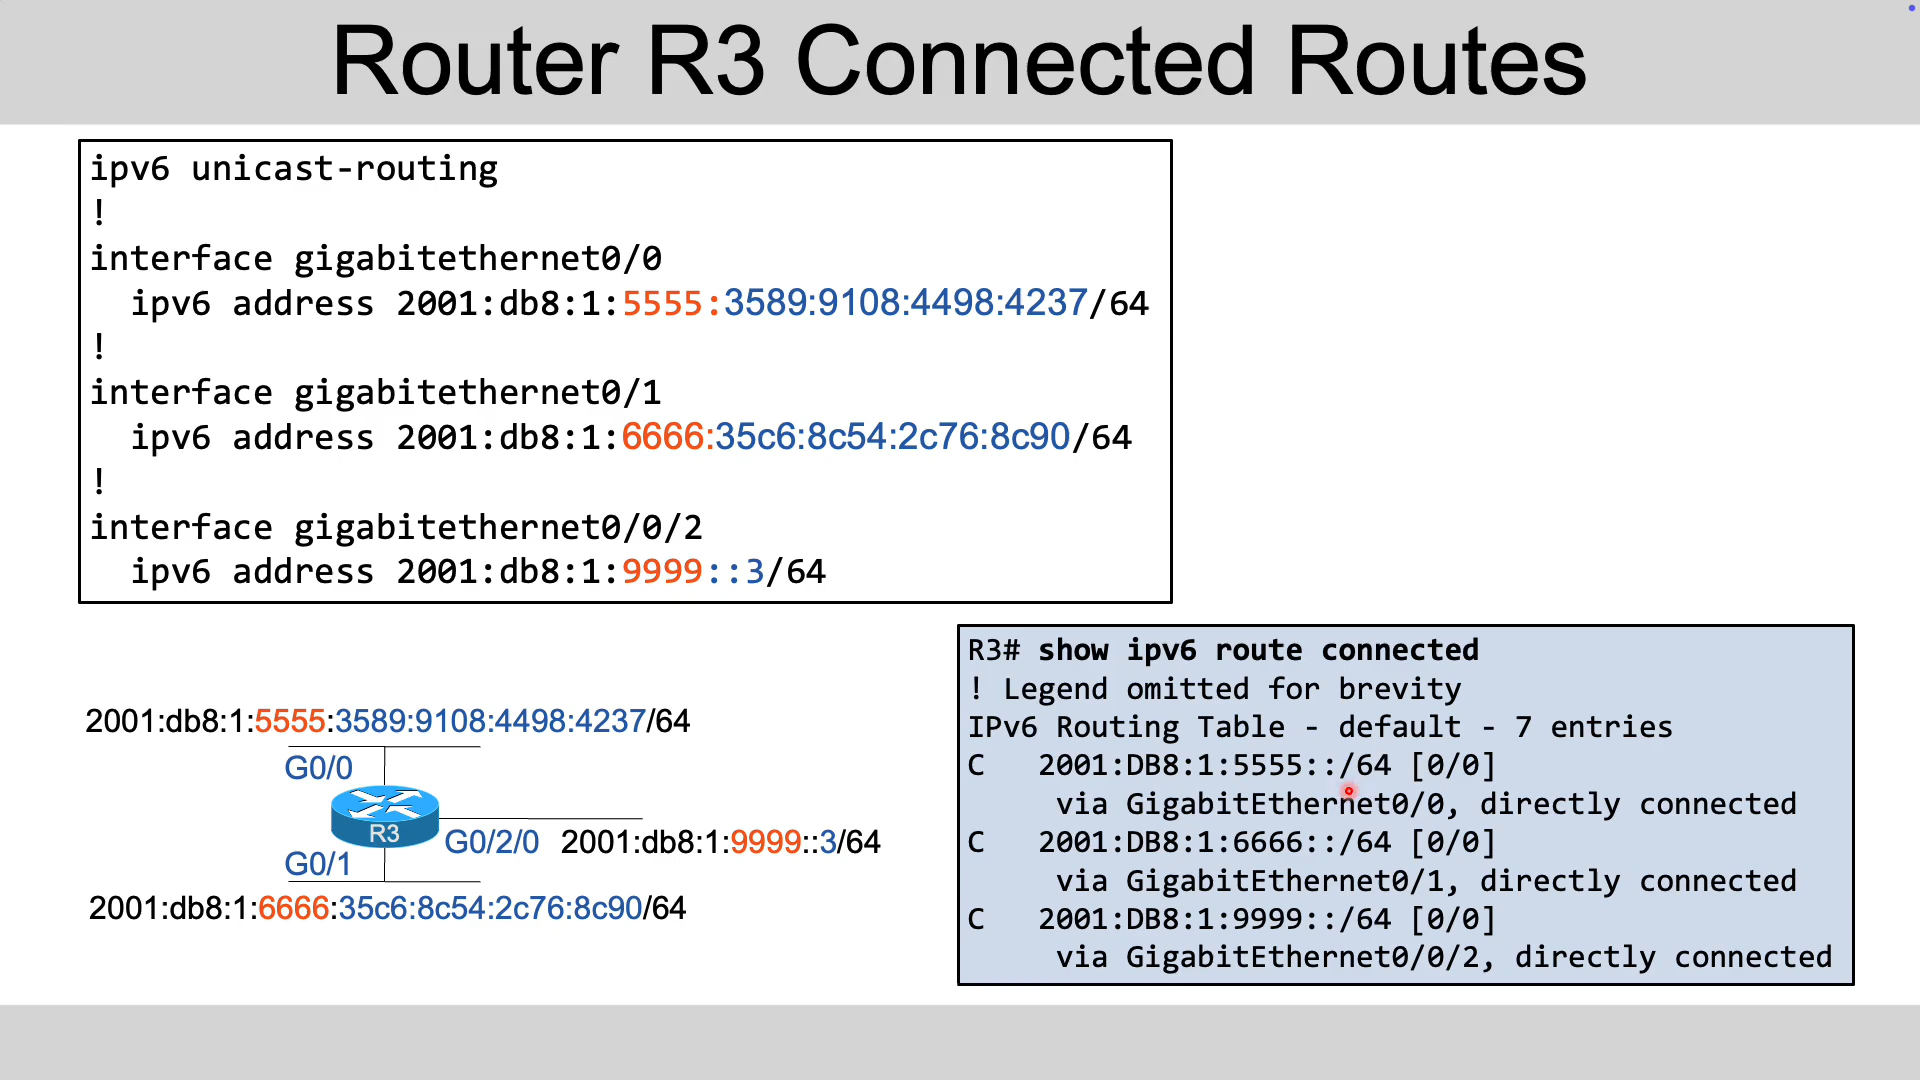 Router R3 Connected Routes
ipv6 unicast-routing
!
interface gigabitethernet0/0
ipv6 address 2001:db8:1:5555:3589:9108:4498:4237/64
!
interface gigabitethernet0/1
ipv6 address 2001:db8:1:6666:35c6:8c54:2c76:8c90/64
!
interface gigabitethernet0/0/2
ipv6 address 2001:db8:1:9999::3/64
2001:db8:1:5555:3589:9108:4498:4237/64
G0/0
R3
G0/2/0 2001:db8:1:9999::3/64
G0/1
2001:db8:1:6666:35c6:8c54:2c76:8c90/64
R3# show ipv6 route connected
! Legend omitted for brevity
IPv6 Routing Table - default - 7 entries
C 2001:DB8:1:5555::/64 [0/0]
via GigabitEthernet0/0, directly connected
C 2001:DB8:1:6666::/64 [0/0]
via GigabitEthernet0/1, directly connected
C 2001:DB8:1:9999::/64 [0/0]
via GigabitEthernet0/0/2, directly connected